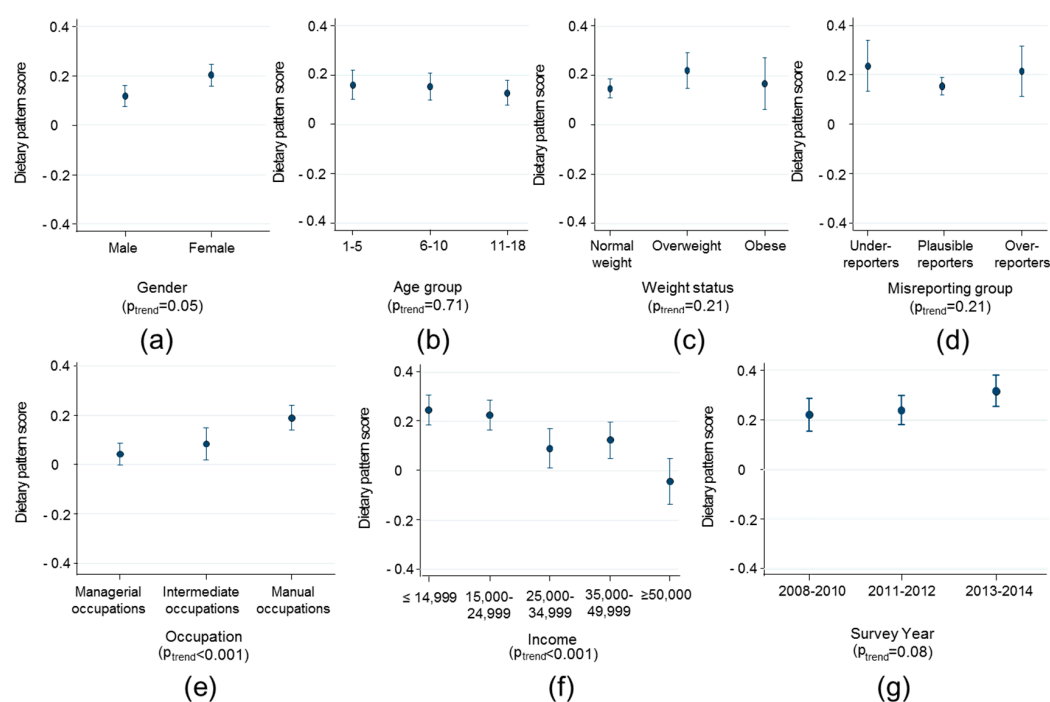 Dietary pattern score
0.4
0.2
0
- 0.2
- 0.4
Male
Female
Gender
(ptrend=0.05)
(a)
Dietary pattern score
0.4
0.2
0
- 0.2
- 0.4
1-5
6-10
11-18
Age group
(ptrend=0.71)
(b)
Dietary pattern score
0.4
0.2
0
- 0.2
- 0.4
Normal
weight
Overweight
Obese
Weight status
(ptrend=0.21)
(c)
Dietary pattern score
0.4
0.2
0
- 0.2
- 0.4
Under-
reporters
Plausible
reporters
Over-
reporters
Misreporting group
(ptrend=0.21)
(d)
Dietary pattern score
0.4
0.2
0
- 0.2
- 0.4
Managerial
occupations
Intermediate
occupations
Manual
occupations
Occupation
(ptrend<0.001)
(e)
Dietary pattern score
0.4
0.2
0
- 0.2
- 0.4
≤ 14,999
15,000-
24,999
25,000-
34,999
35,000-
49,999
≥50,000
Income
(ptrend<0.001)
(f)
Dietary pattern score
0.4
0.2
0
- 0.2
- 0.4
2008-2010
2011-2012
2013-2014
Survey Year
(ptrend=0.08)
(g)